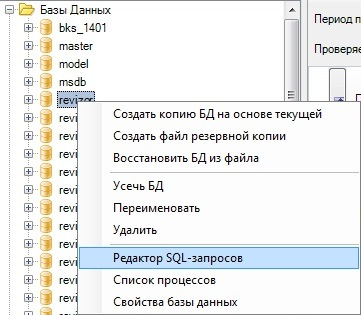 Базы Данных
Период п
bks_1401
master
Проверяе
model
msdb
revizor
Создать копию БД на основе текущей
revi
Создать файл резервной копии
revi
Восстановить БД из файла
revi
revi
Усечь БД
revi
Переименовать
revi
Удалить
revi
Редактор SQL-запросов
revi
Список процессов
revi
Свойства базы данных
revi